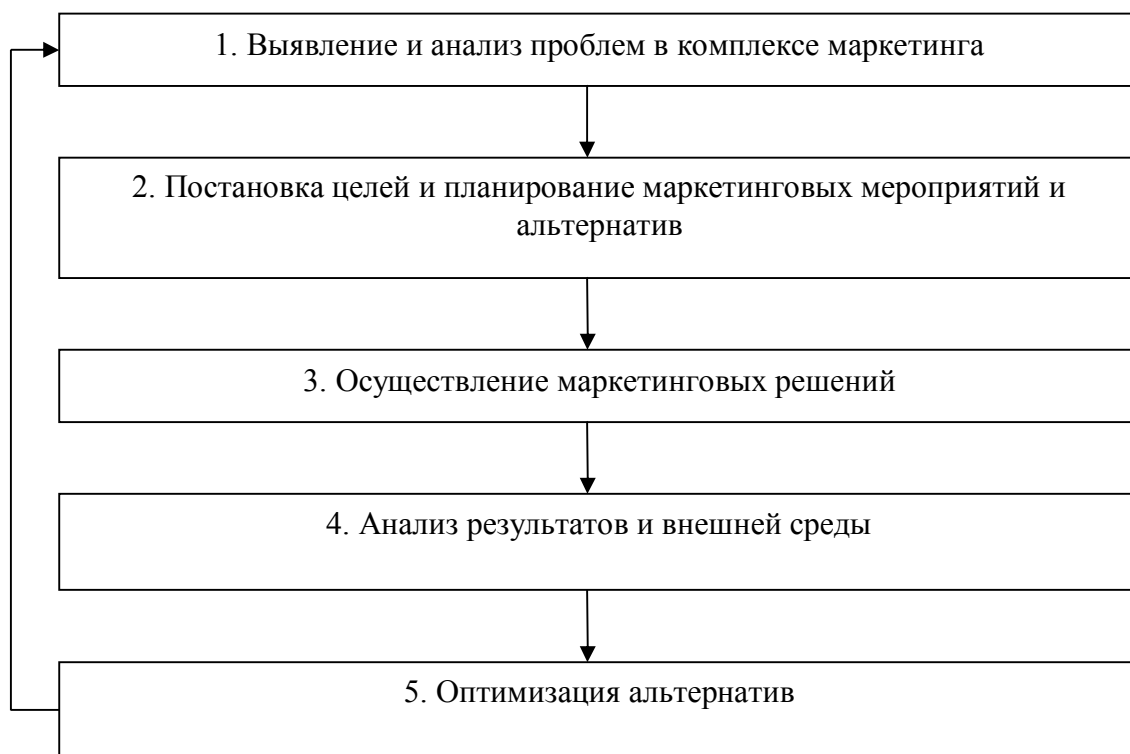 1. Выявление и анализ проблем в комплексе маркетинга
2. Постановка целей и планирование маркетинговых мероприятий и
альтернатив
3. Осуществление маркетинговых решений
4. Анализ результатов и внешней среды
5. Оптимизация альтернатив